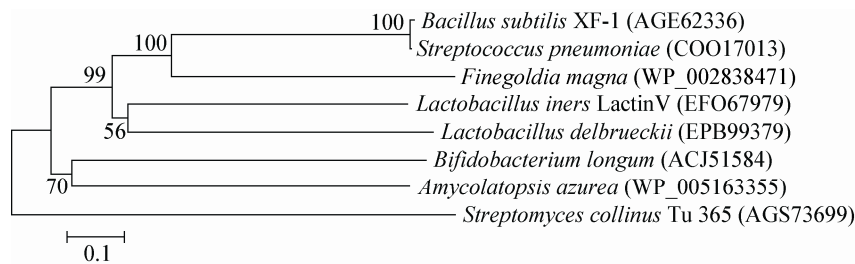 100
Bacillus subtilis XF-1 (AGE62336)
Streptococcus pneumoniae (COO17013)
100
Finegoldia magna (WP_002838471)
99
Lactobacillus iners LactinV (EFO67979)
56
Lactobacillus delbrueckii (EPB99379)
Bifidobacterium longum (ACJ51584)
70
Amycolatopsis azurea (WP_005163355)
Streptomyces collinus Tu 365 (AGS73699)
0.1